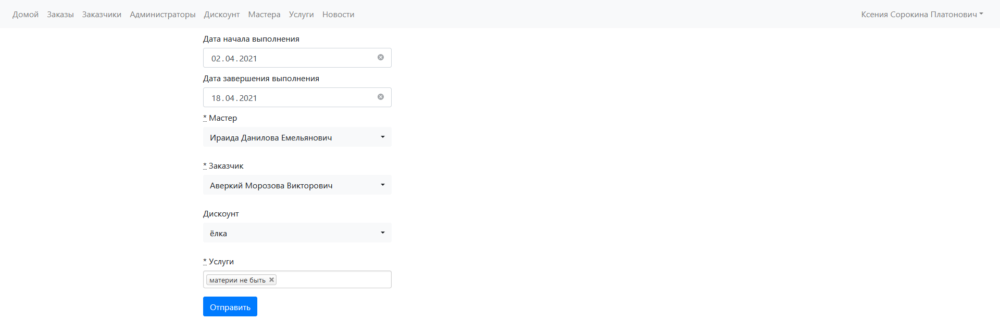 Домой Заказы Заказчики Администраторы Дискоунт Мастера Услуги Новости Ксения Сорокина Платонович
Дата начала выполнения
02.04.2021
Дата завершения выполнения
18.04.2021
* Мастер
Ираида Данилова Емельянович
* Заказчик
Аверкий Морозова Викторович
Дискоунт
ёлка
* Услуги
материи не быть
Отправить